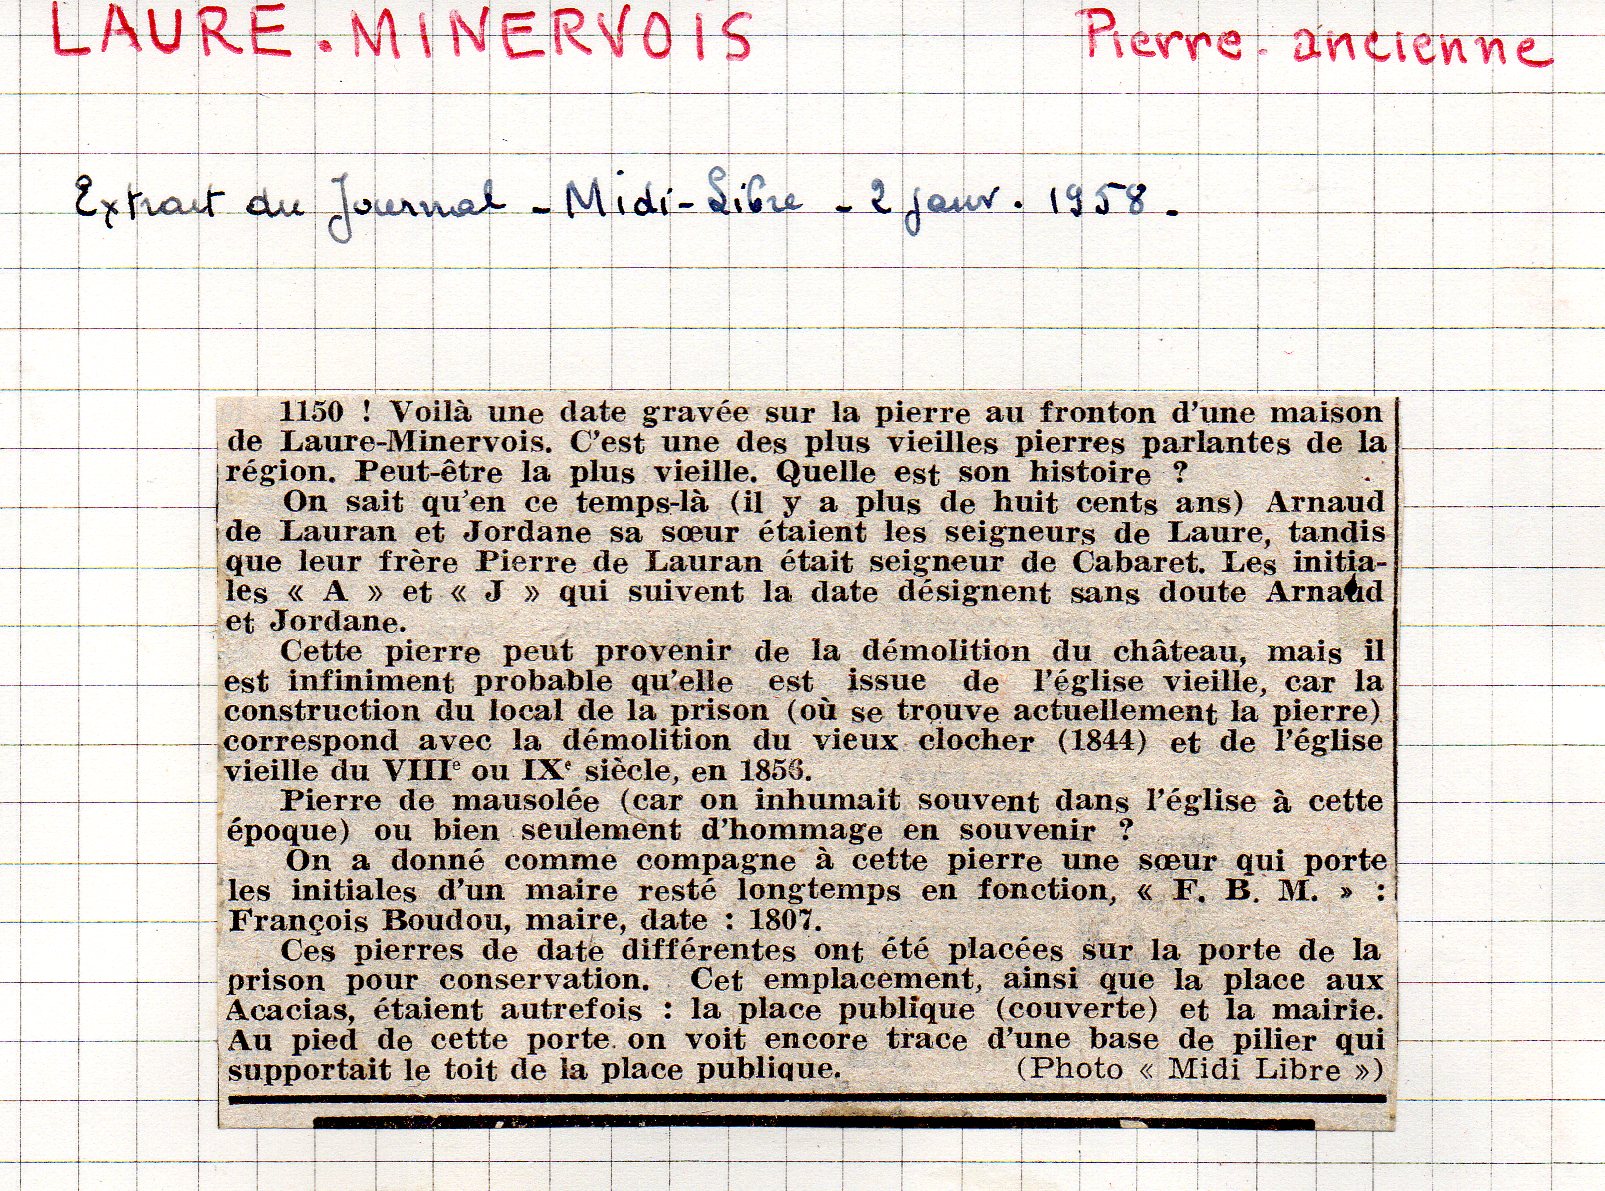 LAURE.MINERVOIS
Pierre. ancienne
Extrait du Journal - Midi-Libre - 2 janv. 1958.
1150 ! Voilà une date gravée sur la pierre au fronton d'une maison
de Laure-Minervois. C'est une des plus vieilles pierres parlantes de la
région. Peut-être la plus vieille. Quelle est son histoire ?
On sait qu'en ce temps-là (il y a plus de huit cents ans) Arnaud
de Lauran et Jordane sa sœur étaient les seigneurs de Laure, tandis
que leur frère Pierre de Lauran était seigneur de Cabaret. Les initia-
les « A » et « J » qui suivent la date désignent sans doute Arnaud
et Jordane.
Cette pierre peut provenir de la démolition du château, mais il
est infiniment probable qu'elle est issue de l'église vieille, car la
construction du local de la prison (où se trouve actuellement la pierre)
correspond avec la démolition du vieux clocher (1844) et de l'église
vieille du VIIIe ou IXe siècle, en 1856.
Pierre de mausolée (car on inhumait souvent dans l'église à cette
époque) ou bien seulement d'hommage en souvenir ?
On a donné comme compagne à cette pierre une sœur qui porte
les initiales d'un maire resté longtemps en fonction, « F. B. M. » :
François Boudou, maire, date : 1807.
Ces pierres de date différentes ont été placées sur la porte de la
prison pour conservation. Cet emplacement, ainsi que la place aux
Acacias, étaient autrefois : la place publique (couverte) et la mairie.
Au pied de cette porte on voit encore trace d'une base de pilier qui
supportait le toit de la place publique. (Photo « Midi Libre »)